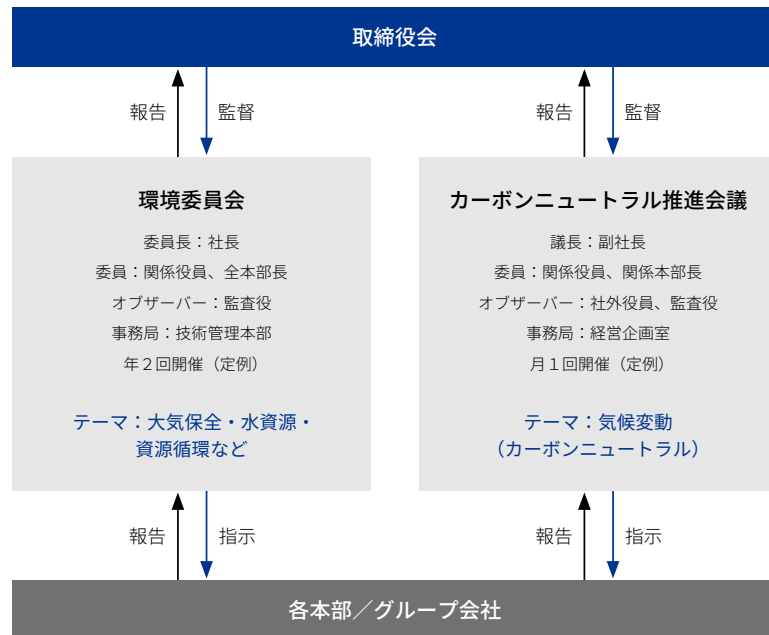 取締役会
報告
監督
報告
監督
環境委員会
委員長：社長
委員：関係役員、全本部長
オブザーバー：監査役
事務局：技術管理本部
年２回開催（定例）
テーマ：大気保全・水資源・
資源循環など
カーボンニュートラル推進会議
議長：副社長
委員：関係役員、関係本部長
オブザーバー：社外役員、監査役
事務局：経営企画室
月１回開催（定例）
テーマ：気候変動
（カーボンニュートラル）
報告
指示
報告
指示
各本部／グループ会社